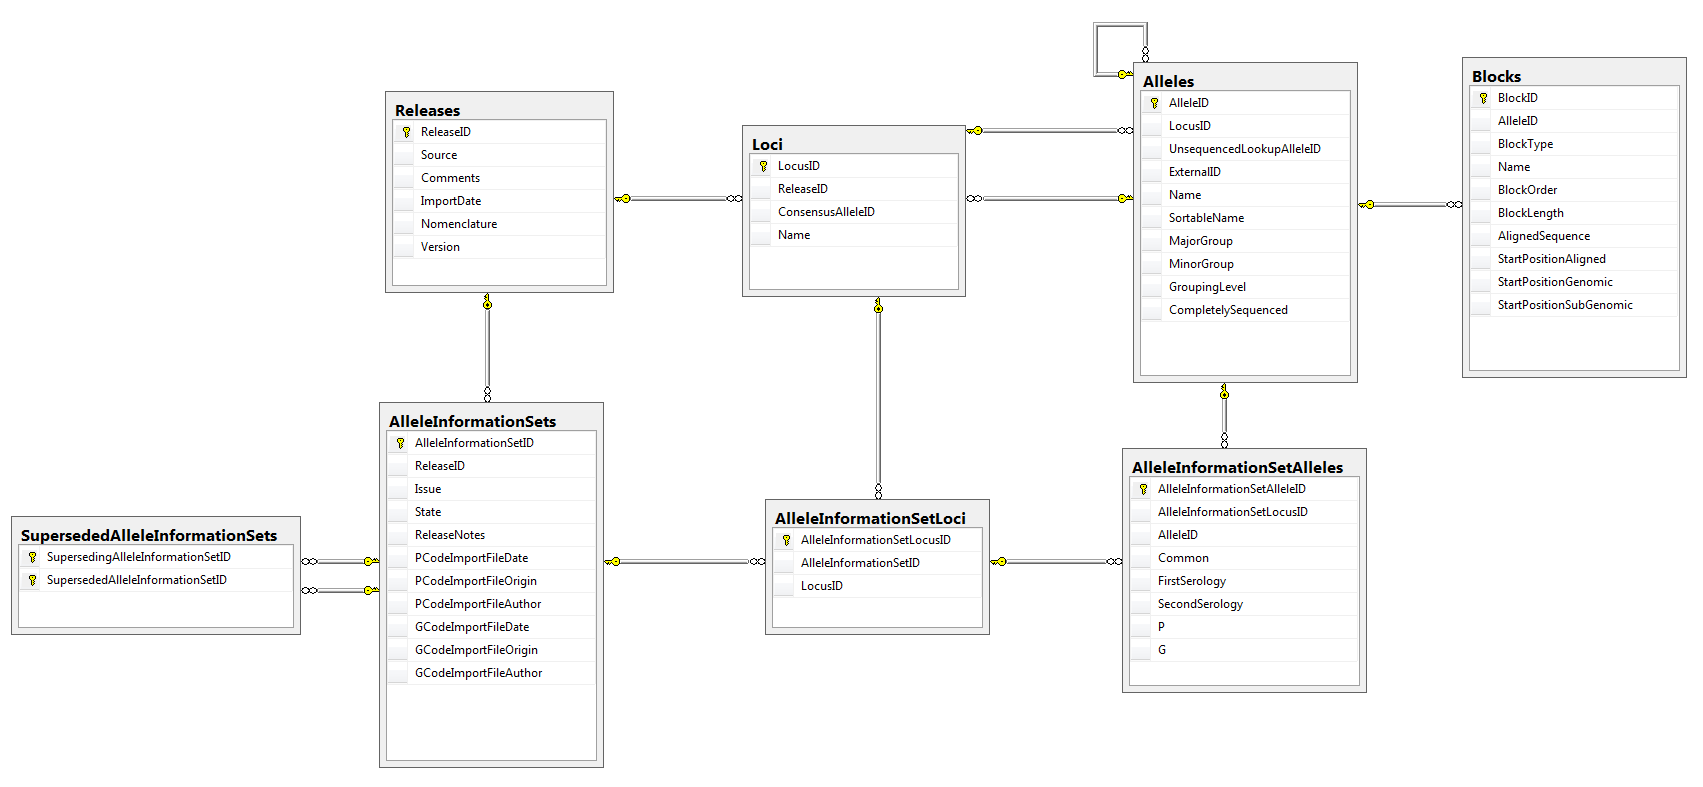 Releases
ReleaseID
Source
Comments
ImportDate
Nomenclature
Version
Loci
LocusID
ReleaseID
ConsensusAlleleID
Name
Alleles
AlleleID
LocusID
UnsequencedLookupAlleleID
ExternalID
Name
SortableName
MajorGroup
MinorGroup
GroupingLevel
CompletelySequenced
Blocks
BlockID
AlleleID
BlockType
Name
BlockOrder
BlockLength
AlignedSequence
StartPositionAligned
StartPositionGenomic
StartPositionSubGenomic
SupersededAlleleInformationSets
SupersedingAlleleInformationSetID
SupersededAlleleInformationSetID
AlleleInformationSets
AlleleInformationSetID
ReleaseID
Issue
State
ReleaseNotes
PCodeImportFileDate
PCodeImportFileOrigin
PCodeImportFileAuthor
GCodeImportFileDate
GCodeImportFileOrigin
GCodeImportFileAuthor
AlleleInformationSetLoci
AlleleInformationSetLocusID
AlleleInformationSetID
LocusID
AlleleInformationSetAlleles
AlleleInformationSetAlleleID
AlleleInformationSetLocusID
AlleleID
Common
FirstSerology
SecondSerology
P
G